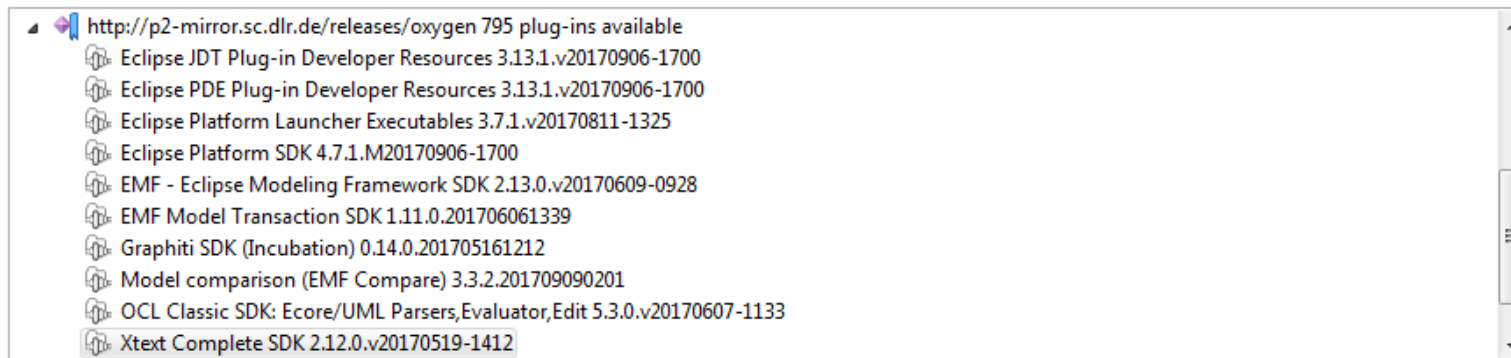 http://p2-mirror.sc.dlr.de/releases/oxygen 795 plug-ins available
Eclipse JDT Plug-in Developer Resources 3.13.1.v20170906-1700
Eclipse PDE Plug-in Developer Resources 3.13.1.v20170906-1700
Eclipse Platform Launcher Executables 3.7.1.v20170811-1325
Eclipse Platform SDK 4.7.1.M20170906-1700
EMF - Eclipse Modeling Framework SDK 2.13.0.v20170609-0928
EMF Model Transaction SDK 1.11.0.201706061339
Graphiti SDK (Incubation) 0.14.0.201705161212
Model comparison (EMF Compare) 3.3.2.201709090201
OCL Classic SDK: Ecore/UML Parsers,Evaluator,Edit 5.3.0.v20170607-1133
Xtext Complete SDK 2.12.0.v20170519-1412